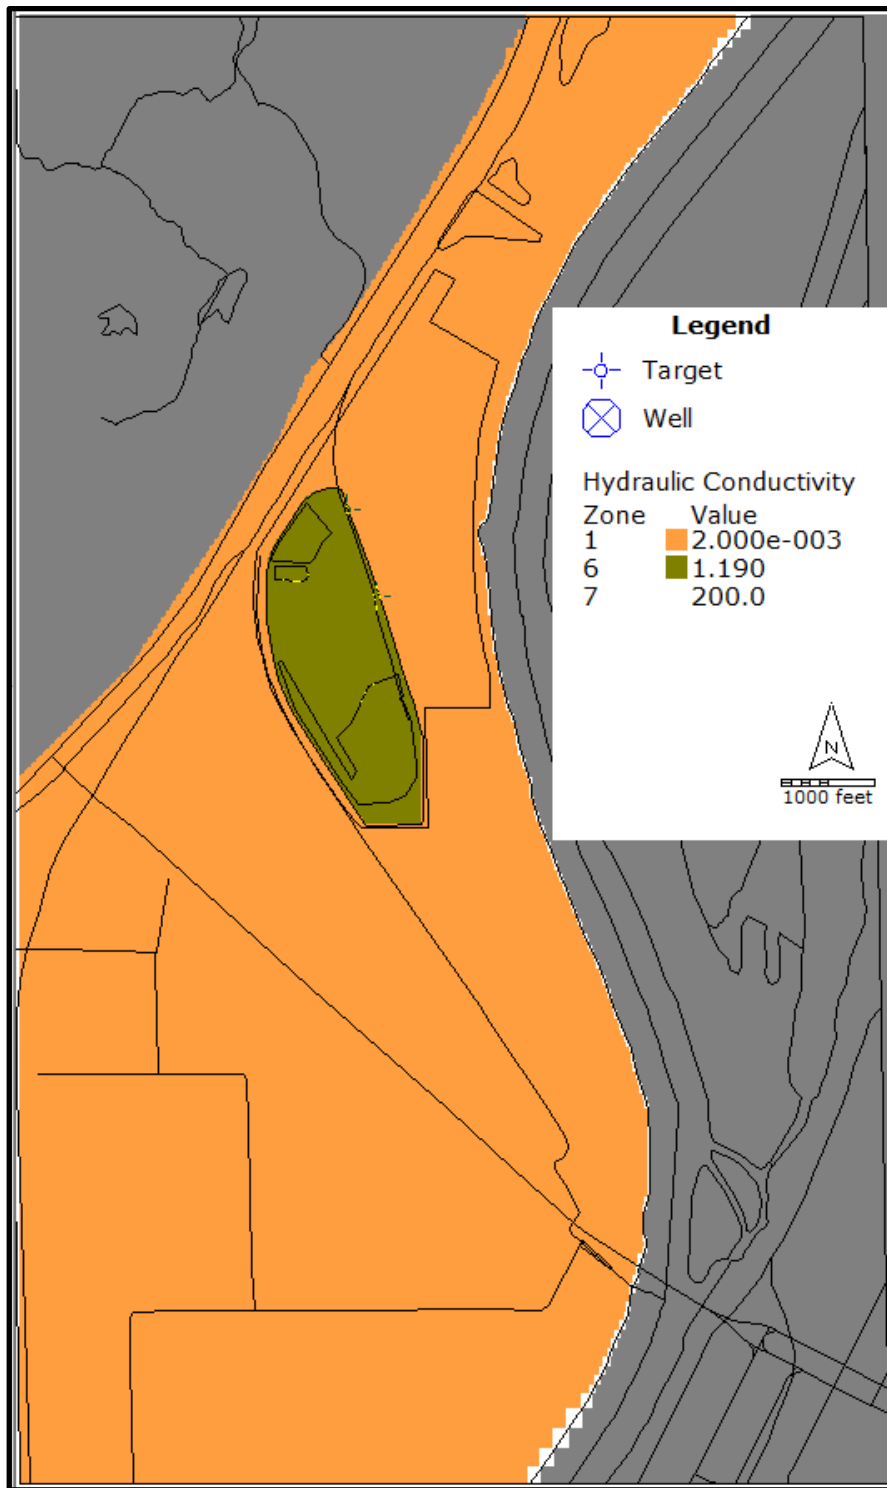 Legend
Target
Well
Hydraulic Conductivity
Zone Value
1 2.000e-003
6 1.190
7 200.0
N
1000 feet